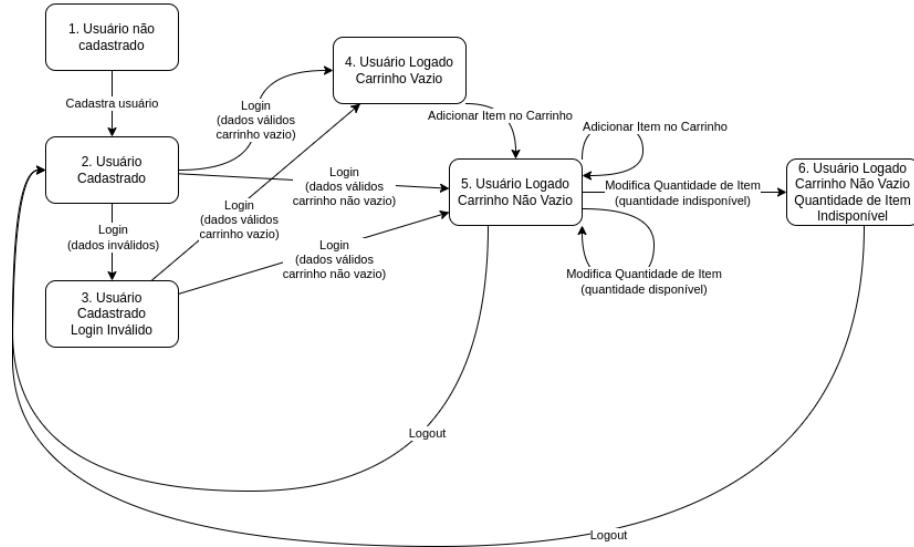 1. Usuário não
cadastrado
Cadastra usuário
2. Usuário
Cadastrado
Login
(dados inválidos)
3. Usuário
Cadastrado
Login Inválido
Login
(dados válidos
carrinho vazio)
Login
(dados válidos
carrinho não vazio)
Login
(dados válidos
carrinho vazio)
Login
(dados válidos
carrinho não vazio)
4. Usuário Logado
Carrinho Vazio
Adicionar Item no Carrinho
5. Usuário Logado
Carrinho Não Vazio
Adicionar Item no Carrinho
Modifica Quantidade de Item
(quantidade indisponível)
Modifica Quantidade de Item
(quantidade disponível)
6. Usuário Logado
Carrinho Não Vazio
Quantidade de Item
Indisponível
Logout
Logout